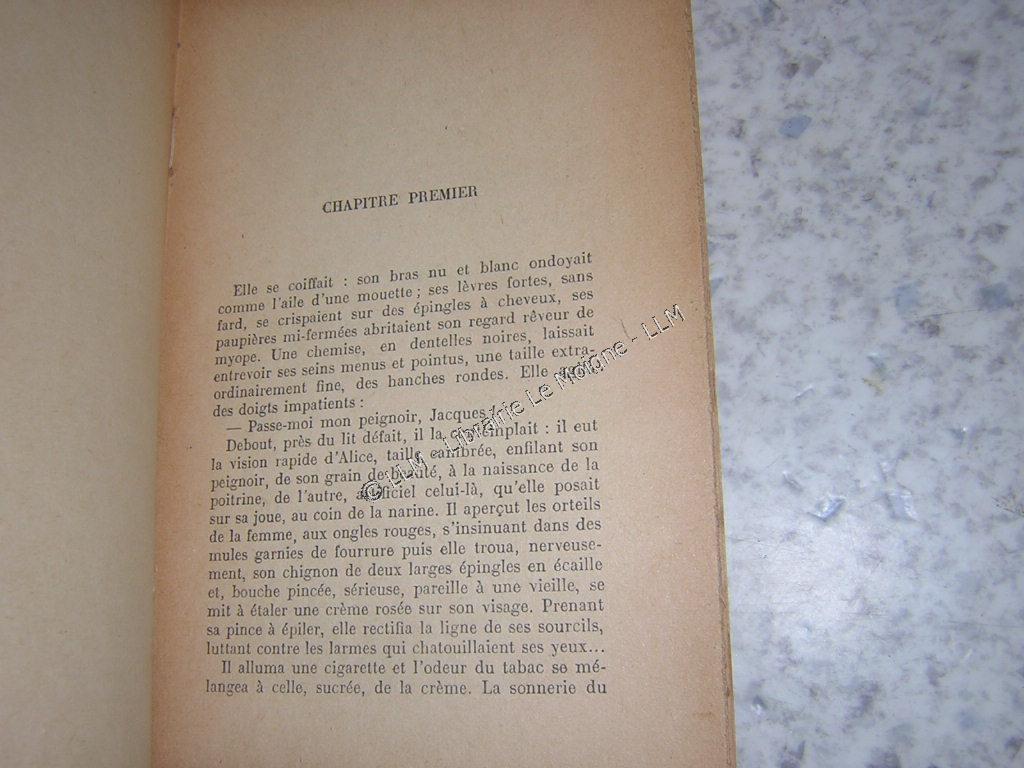 CHAPITRE PREMIER
Elle se coiffait : son bras nu et blanc ondoyait
comme l'aile d'une mouette ; ses lèvres fortes, sans
fard, se crispaient sur des épingles à cheveux, ses
paupières mi-fermées abritaient son regard rêveur de
myope. Une chemise, en dentelles noires, laissait
entrevoir ses seins menus et pointus, une taille extra-
ordinairement fine, des hanches rondes. Elle
des doigts impatients :
— Passe-moi mon peignoir, Jacques !
Debout, près du lit défait, il la contemplait : il eut
la vision rapide d'Alice, taille cambrée, enfilant son
peignoir, de son grain de beauté, à la naissance de la
poitrine, de l'autre, artificiel celui-là, qu'elle posait
sur sa joue, au coin de la narine. Il aperçut les orteils
de la femme, aux ongles rouges, s'insinuant dans des
mules garnies de fourrure puis elle troua, nerveuse-
ment, son chignon de deux larges épingles en écaille
et, bouche pincée, sérieuse, pareille à une vieille, se
mit à étaler une crème rosée sur son visage. Prenant
sa pince à épiler, elle rectifia la ligne de ses sourcils,
luttant contre les larmes qui chatouillaient ses yeux...
Il alluma une cigarette et l'odeur du tabac se mé-
langea à celle, sucrée, de la crème. La sonnerie du
© LLM - Librairie Le Moigne - LLM